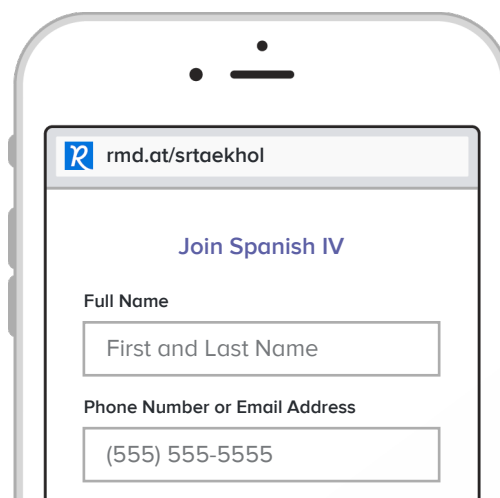 rmd.at/srtaekhol
Join Spanish IV
Full Name
First and Last Name
Phone Number or Email Address
(555) 555-5555